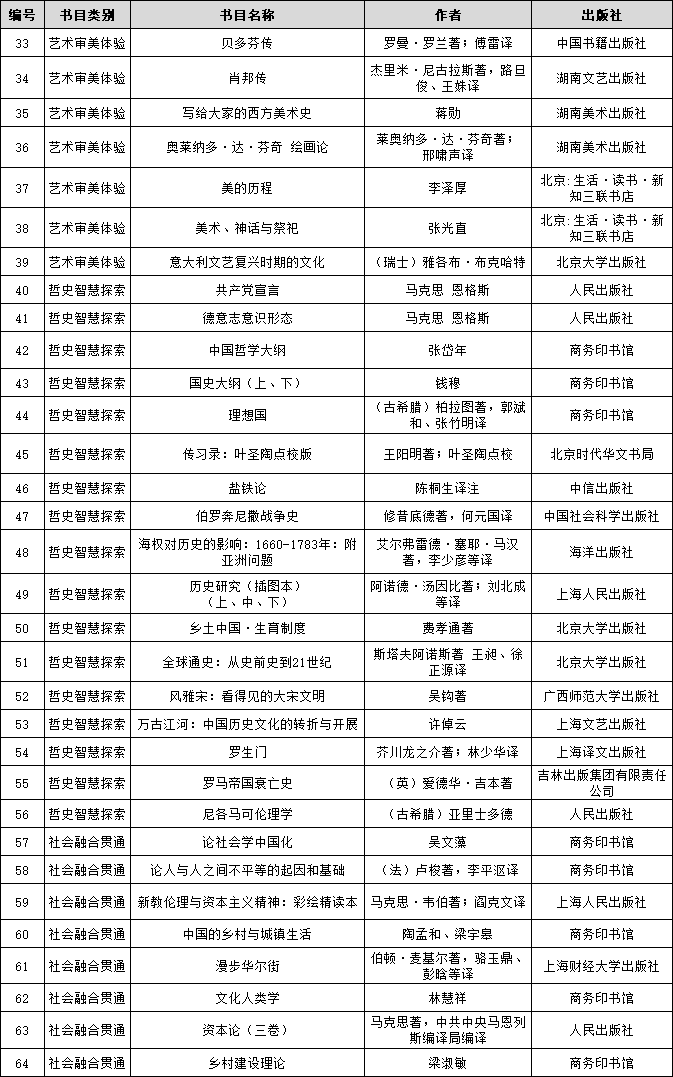 编号 书目类别 书目名称 作者 出版社
33 艺术审美体验 贝多芬传 罗曼·罗兰著；傅雷译 中国书籍出版社
34 艺术审美体验 肖邦传 杰里米·尼古拉斯著，路旦俊、王姝译 湖南文艺出版社
35 艺术审美体验 写给大家的西方美术史 蒋勋 湖南美术出版社
36 艺术审美体验 奥莱纳多·达·芬奇 绘画论 莱奥纳多·达·芬奇著；邢啸声译 湖南美术出版社
37 艺术审美体验 美的历程 李泽厚 北京:生活·读书·新知三联书店
38 艺术审美体验 美术、神话与祭祀 张光直 北京:生活·读书·新知三联书店
39 艺术审美体验 意大利文艺复兴时期的文化 （瑞士）雅各布·布克哈特 北京大学出版社
40 哲史智慧探索 共产党宣言 马克思 恩格斯 人民出版社
41 哲史智慧探索 德意志意识形态 马克思 恩格斯 人民出版社
42 哲史智慧探索 中国哲学大纲 张岱年 商务印书馆
43 哲史智慧探索 国史大纲（上、下） 钱穆 商务印书馆
44 哲史智慧探索 理想国 （古希腊）柏拉图著，郭斌和、张竹明译 商务印书馆
45 哲史智慧探索 传习录：叶圣陶点校版 王阳明著；叶圣陶点校 北京时代华文书局
46 哲史智慧探索 盐铁论 陈桐生译注 中信出版社
47 哲史智慧探索 伯罗奔尼撒战争史 修昔底德著，何元国译 中国社会科学出版社
48 哲史智慧探索 海权对历史的影响：1660-1783年：附亚洲问题 艾尔弗雷德·塞耶·马汉著，李少彦等译 海洋出版社
49 哲史智慧探索 历史研究（插图本）（上、中、下） 阿诺德·汤因比著；刘北成等译 上海人民出版社
50 哲史智慧探索 乡土中国·生育制度 费孝通著 北京大学出版社
51 哲史智慧探索 全球通史：从史前史到21世纪 斯塔夫阿诺斯著 王昶、徐正源译 北京大学出版社
52 哲史智慧探索 风雅宋：看得见的大宋文明 吴钩著 广西师范大学出版社
53 哲史智慧探索 万古江河：中国历史文化的转折与开展 许倬云 上海文艺出版社
54 哲史智慧探索 罗生门 芥川龙之介著；林少华译 上海译文出版社
55 哲史智慧探索 罗马帝国衰亡史 （英）爱德华·吉本著 吉林出版集团有限责任公司
56 哲史智慧探索 尼各马可伦理学 （古希腊）亚里士多德 人民出版社
57 社会融合贯通 论社会学中国化 吴文藻 商务印书馆
58 社会融合贯通 论人与人之间不平等的起因和基础 （法）卢梭著，李平沤译 商务印书馆
59 社会融合贯通 新教伦理与资本主义精神：彩绘精读本 马克思·韦伯著；阎克文译 上海人民出版社
60 社会融合贯通 中国的乡村与城镇生活 陶孟和、梁宇皋 商务印书馆
61 社会融合贯通 漫步华尔街 伯顿·麦基尔著，骆玉鼎、彭晗等译 上海财经大学出版社
62 社会融合贯通 文化人类学 林慧祥 商务印书馆
63 社会融合贯通 资本论（三卷） 马克思著，中共中央马恩列斯编译局编译 人民出版社
64 社会融合贯通 乡村建设理论 梁淑敏 商务印书馆